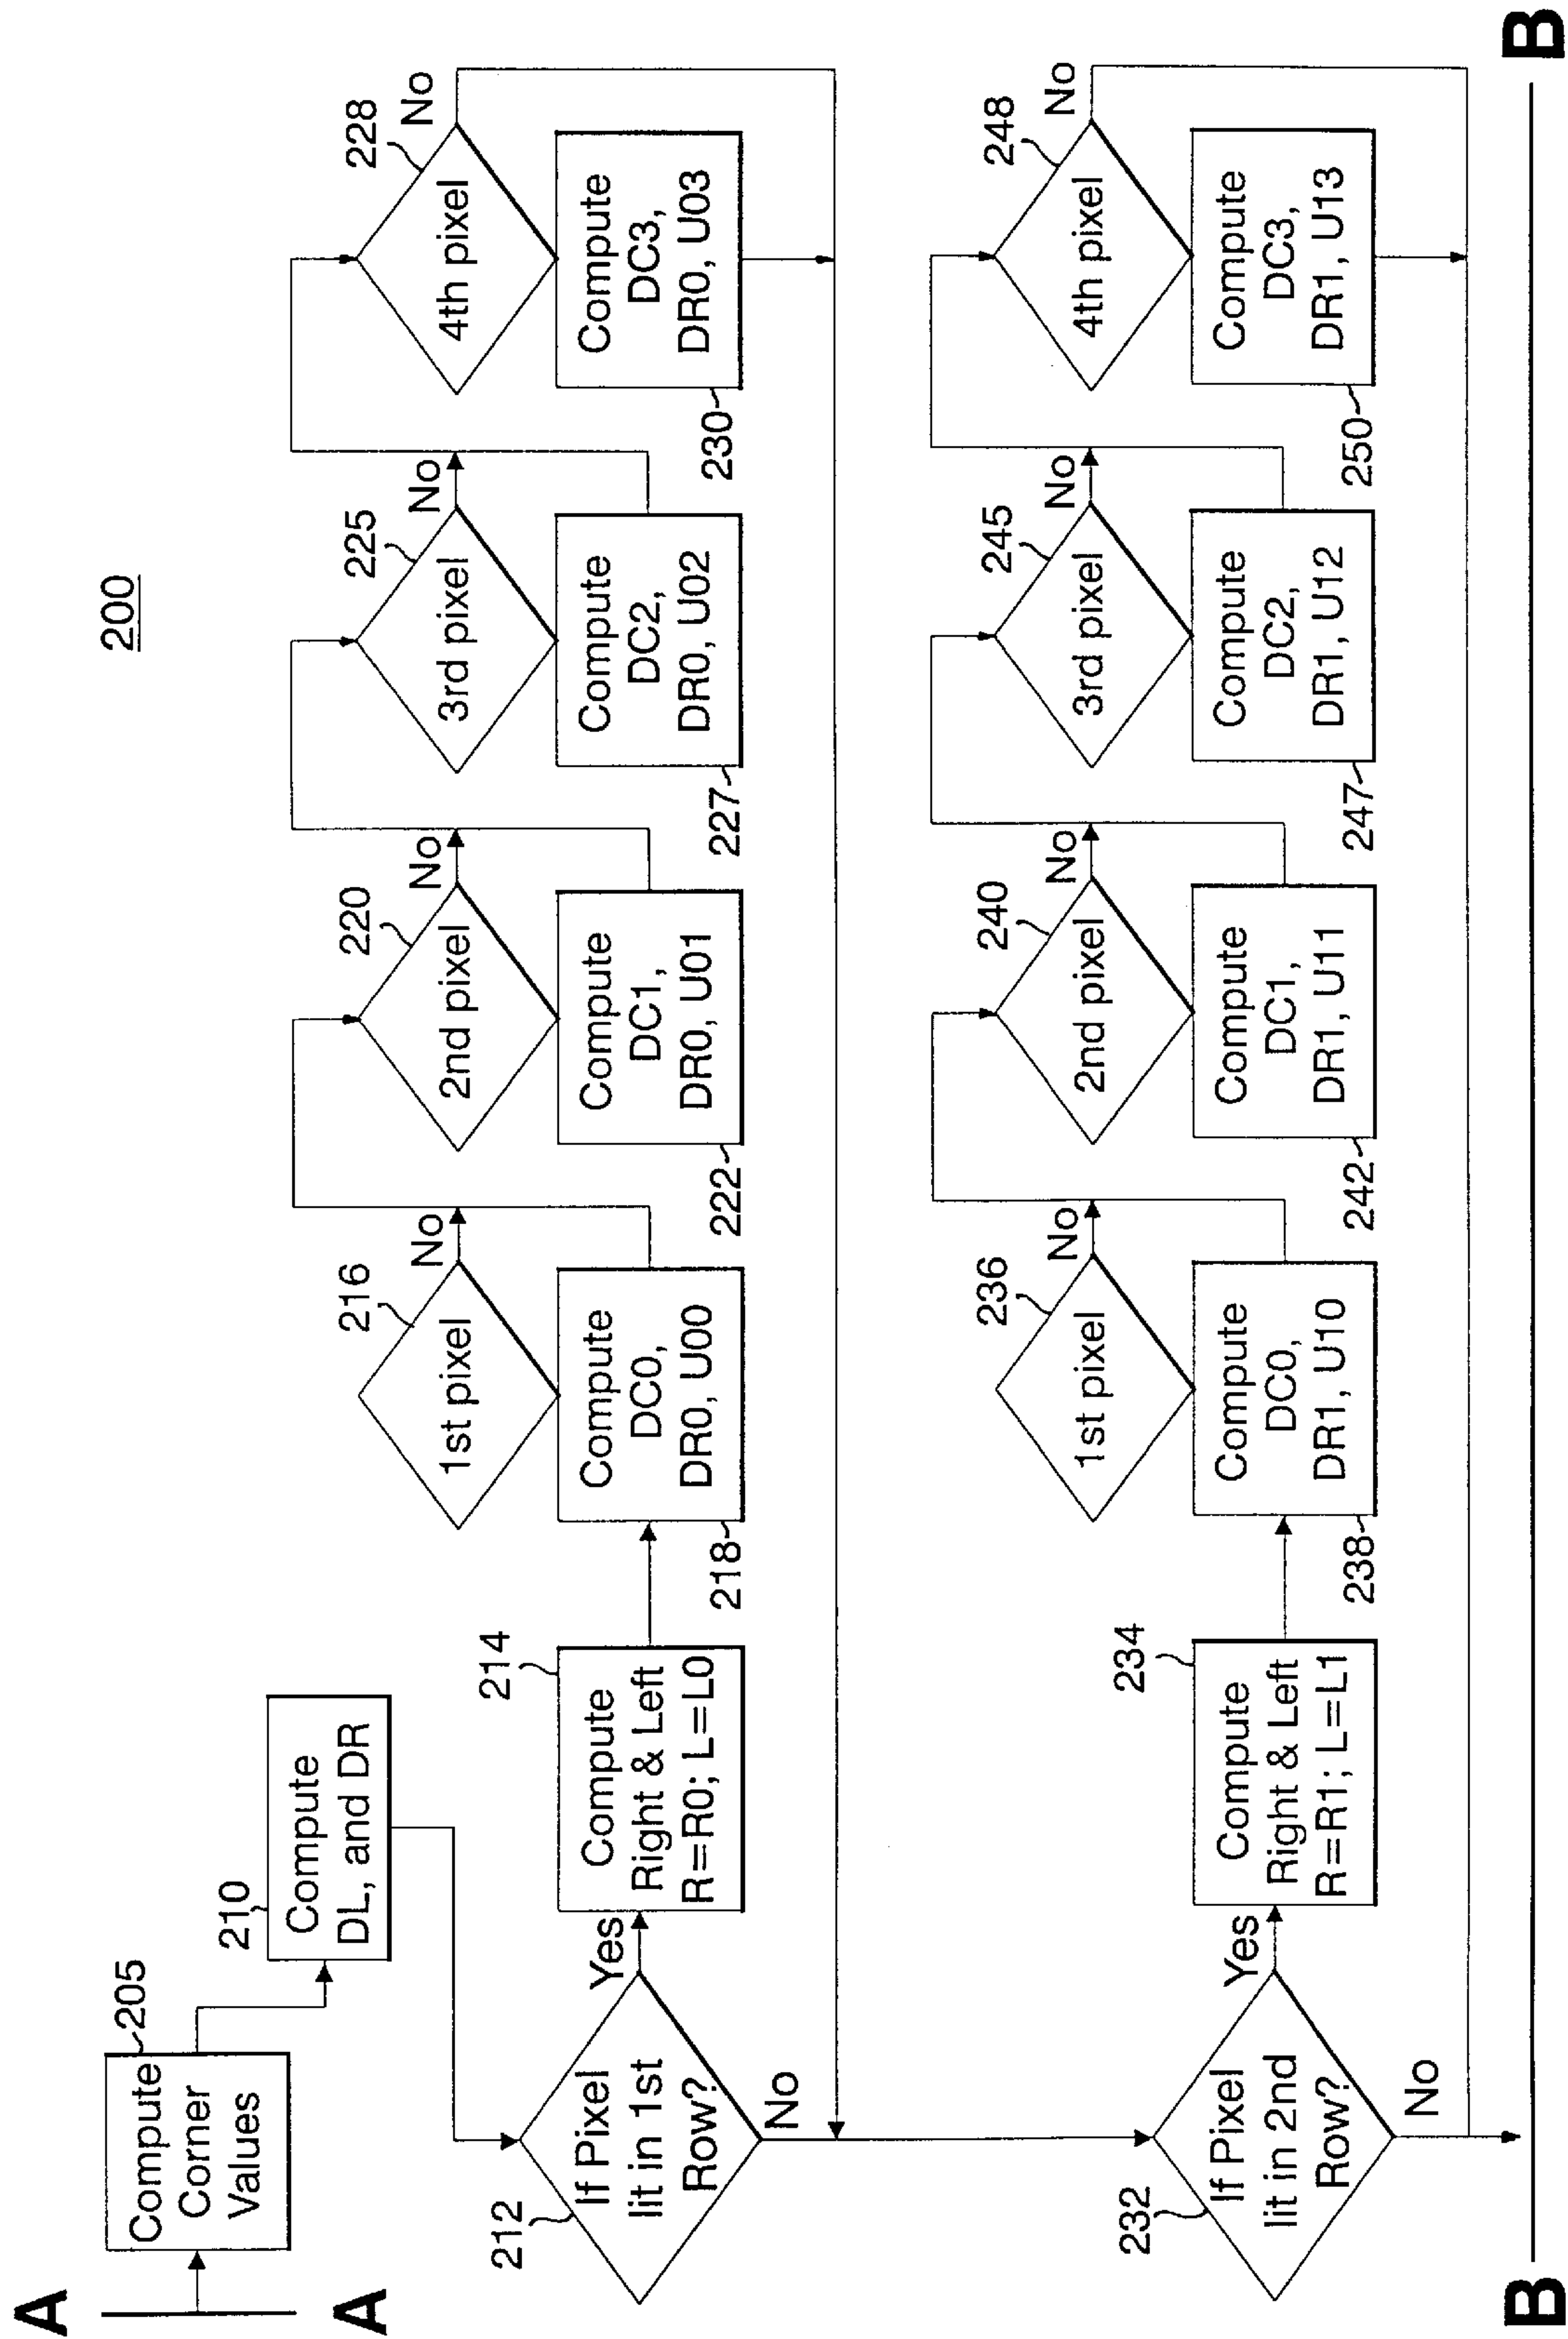 200
A
A
Compute
Corner
Values
205
210
Compute
DL, and DR
212
If Pixel
lit in 1st
Row?
Yes
No
214
Compute
Right & Left
R=R0; L=L0
216
1st pixel
No
218
Compute
DC0,
DR0, U00
220
2nd pixel
No
222
Compute
DC1,
DR0, U01
225
3rd pixel
No
227
Compute
DC2,
DR0, U02
228
4th pixel
No
230
Compute
DC3,
DR0, U03
232
If Pixel
lit in 2nd
Row?
Yes
No
234
Compute
Right & Left
R=R1; L=L1
236
1st pixel
No
238
Compute
DC0,
DR1, U10
240
2nd pixel
No
242
Compute
DC1,
DR1, U11
245
3rd pixel
No
247
Compute
DC2,
DR1, U12
248
4th pixel
No
250
Compute
DC3,
DR1, U13
B
B